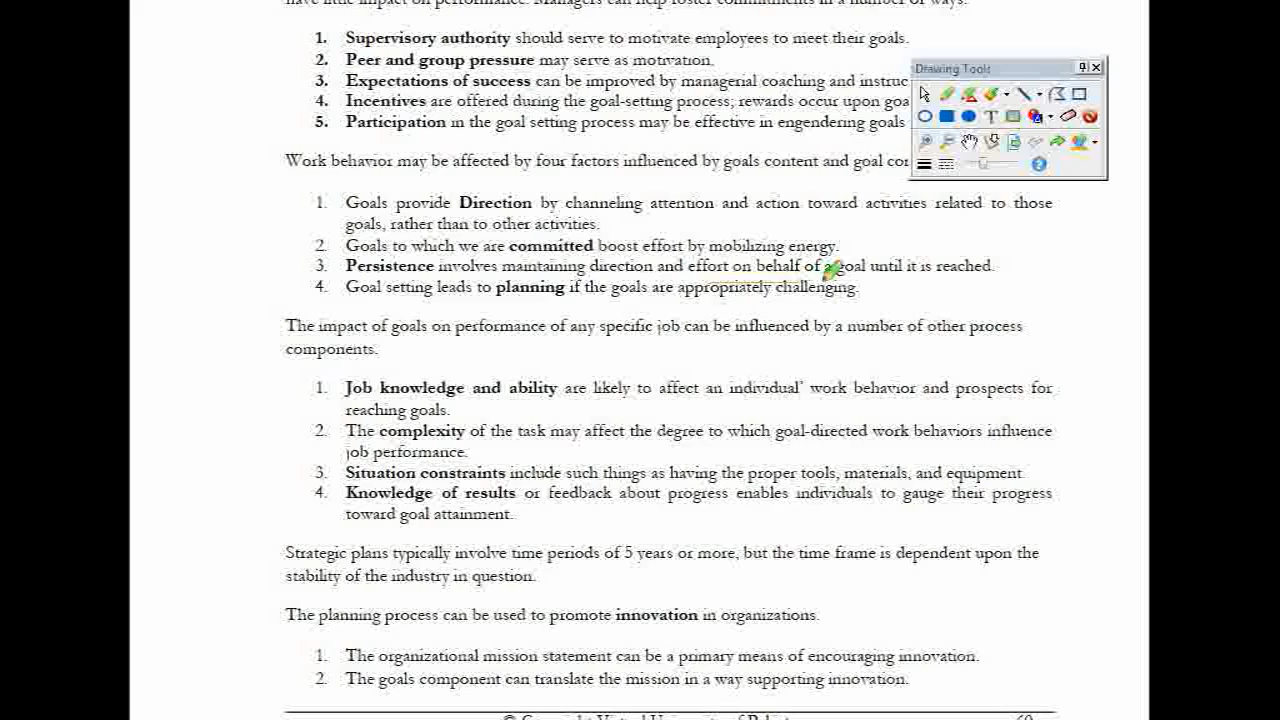 have little impact on performance. Managers can help foster commitments in a number of ways.
1. Supervisory authority should serve to motivate employees to meet their goals.
2. Peer and group pressure may serve as motivation.
3. Expectations of success can be improved by managerial coaching and instruc
4. Incentives are offered during the goal-setting process; rewards occur upon goa
5. Participation in the goal setting process may be effective in engendering goals
Drawing Tools
Work behavior may be affected by four factors influenced by goals content and goal
1. Goals provide Direction by channeling attention and action toward activities related to those
goals, rather than to other activities.
2. Goals to which we are committed boost effort by mobilizing energy.
3. Persistence involves maintaining direction and effort on behalf of a goal until it is reached.
4. Goal setting leads to planning if the goals are appropriately challenging.
The impact of goals on performance of any specific job can be influenced by a number of other process
components.
1. Job knowledge and ability are likely to affect an individual' work behavior and prospects for
reaching goals.
2. The complexity of the task may affect the degree to which goal-directed work behaviors influence
job performance.
3. Situation constraints include such things as having the proper tools, materials, and equipment
4. Knowledge of results or feedback about progress enables individuals to gauge their progress
toward goal attainment.
Strategic plans typically involve time periods of 5 years or more, but the time frame is dependent upon the
stability of the industry in question.
The planning process can be used to promote innovation in organizations.
1. The organizational mission statement can be a primary means of encouraging innovation.
2. The goals component can translate the mission in a way supporting innovation.